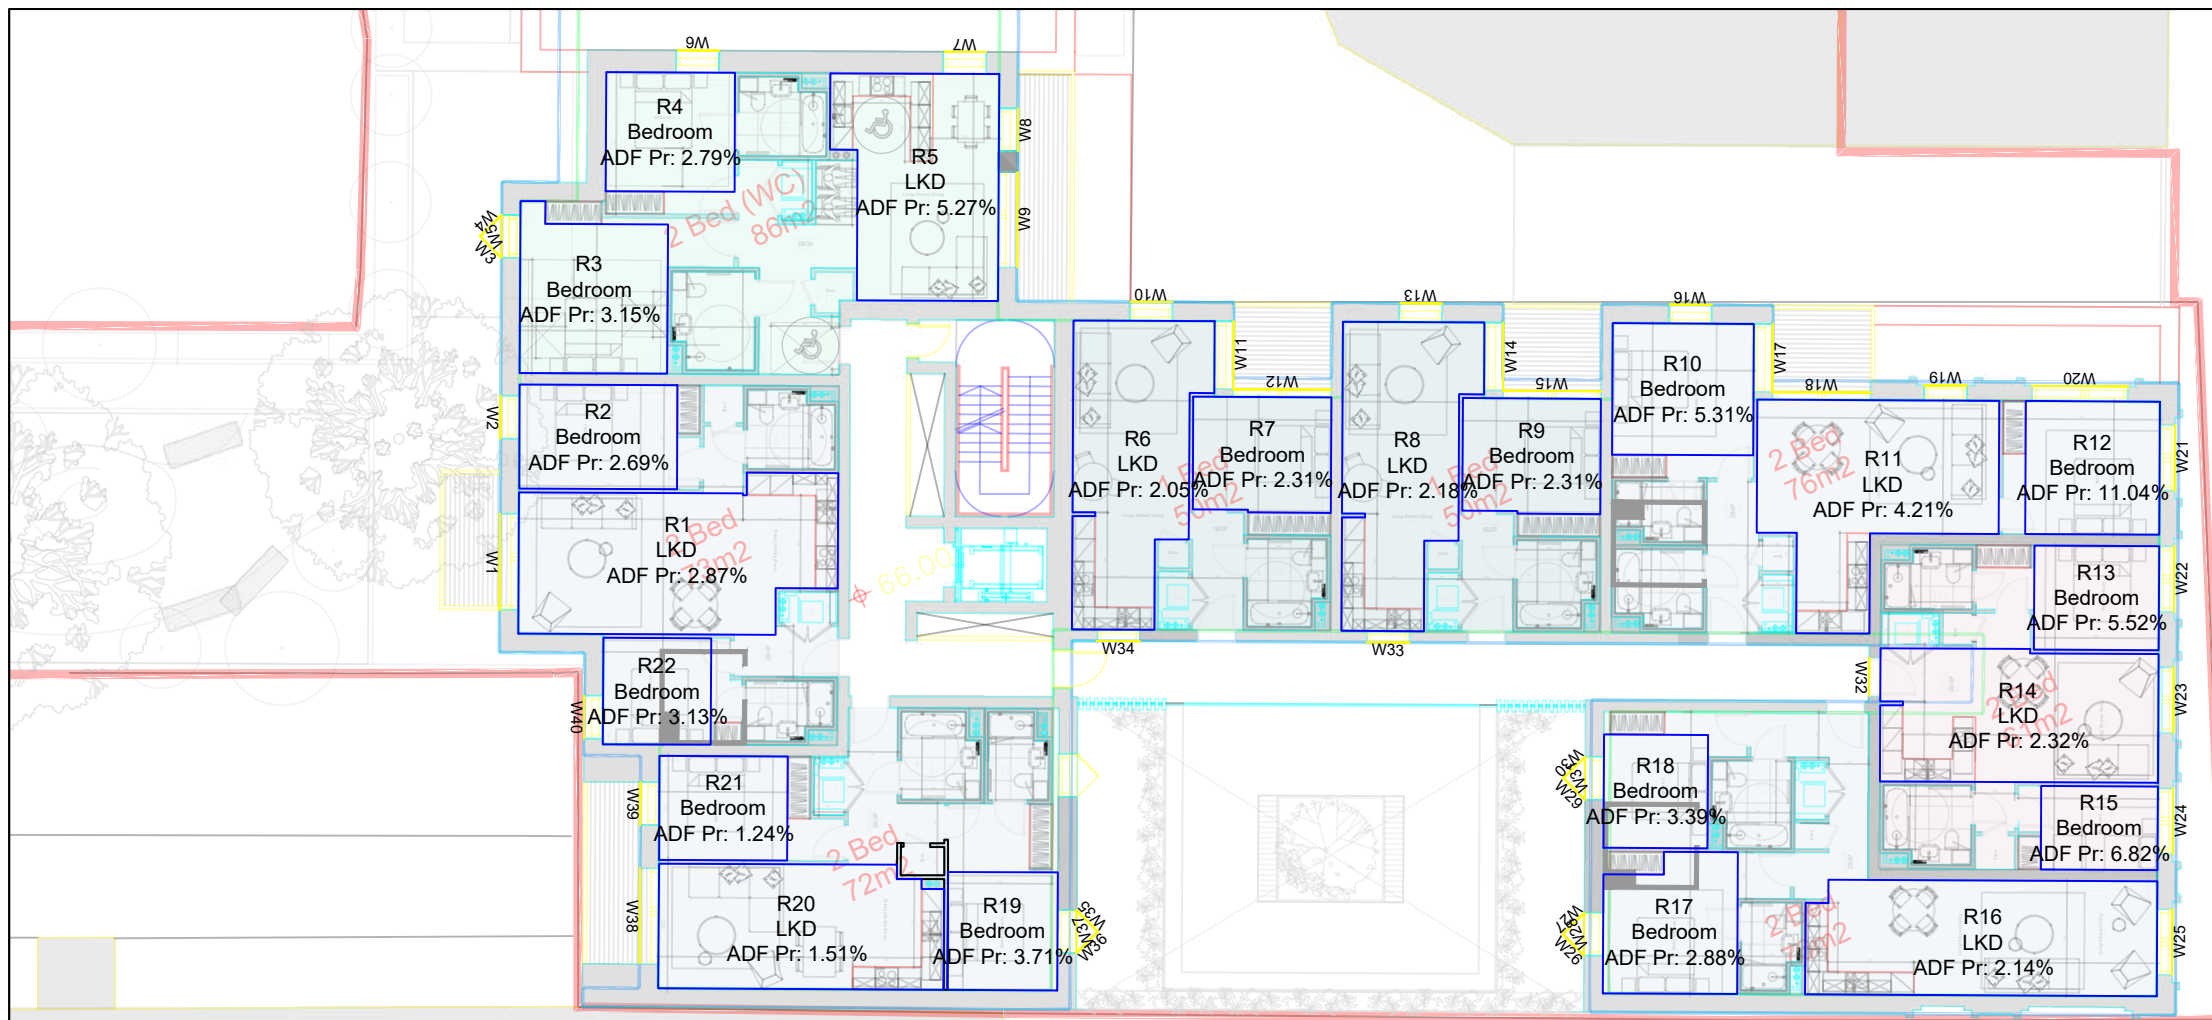 W6
W7
R4
Bedroom
ADF Pr: 2.79%
R5
LKD
ADF Pr: 5.27%
W8
W9
2 Bed (WC)
86m2
W54
W3
R3
Bedroom
ADF Pr: 3.15%
W10
W13
W16
W11
W12
W14
W15
W17
W18
W19
W20
R2
Bedroom
ADF Pr: 2.69%
W2
R6
LKD
ADF Pr: 2.05%
R7
Bedroom
ADF Pr: 2.31%
1 Bed
50m2
R8
LKD
ADF Pr: 2.18%
R9
Bedroom
ADF Pr: 2.31%
1 Bed
50m2
R10
Bedroom
ADF Pr: 5.31%
R11
LKD
ADF Pr: 4.21%
2 Bed
76m2
R12
Bedroom
ADF Pr: 11.04%
W21
R1
LKD
ADF Pr: 2.87%
2 Bed
73m2
W1
66.00
R13
Bedroom
ADF Pr: 5.52%
W22
W34
W33
W32
R22
Bedroom
ADF Pr: 3.13%
W40
R14
LKD
ADF Pr: 2.32%
2 Bed
61m2
W23
R21
Bedroom
ADF Pr: 1.24%
W39
R18
Bedroom
ADF Pr: 3.39%
W30
W31
W29
R15
Bedroom
ADF Pr: 6.82%
W24
2 Bed
72m2
R20
LKD
ADF Pr: 1.51%
W38
R19
Bedroom
ADF Pr: 3.71%
W35
W37
W36
R17
Bedroom
ADF Pr: 2.88%
W27
W28
W26
2 Bed
R16
LKD
ADF Pr: 2.14%
W25